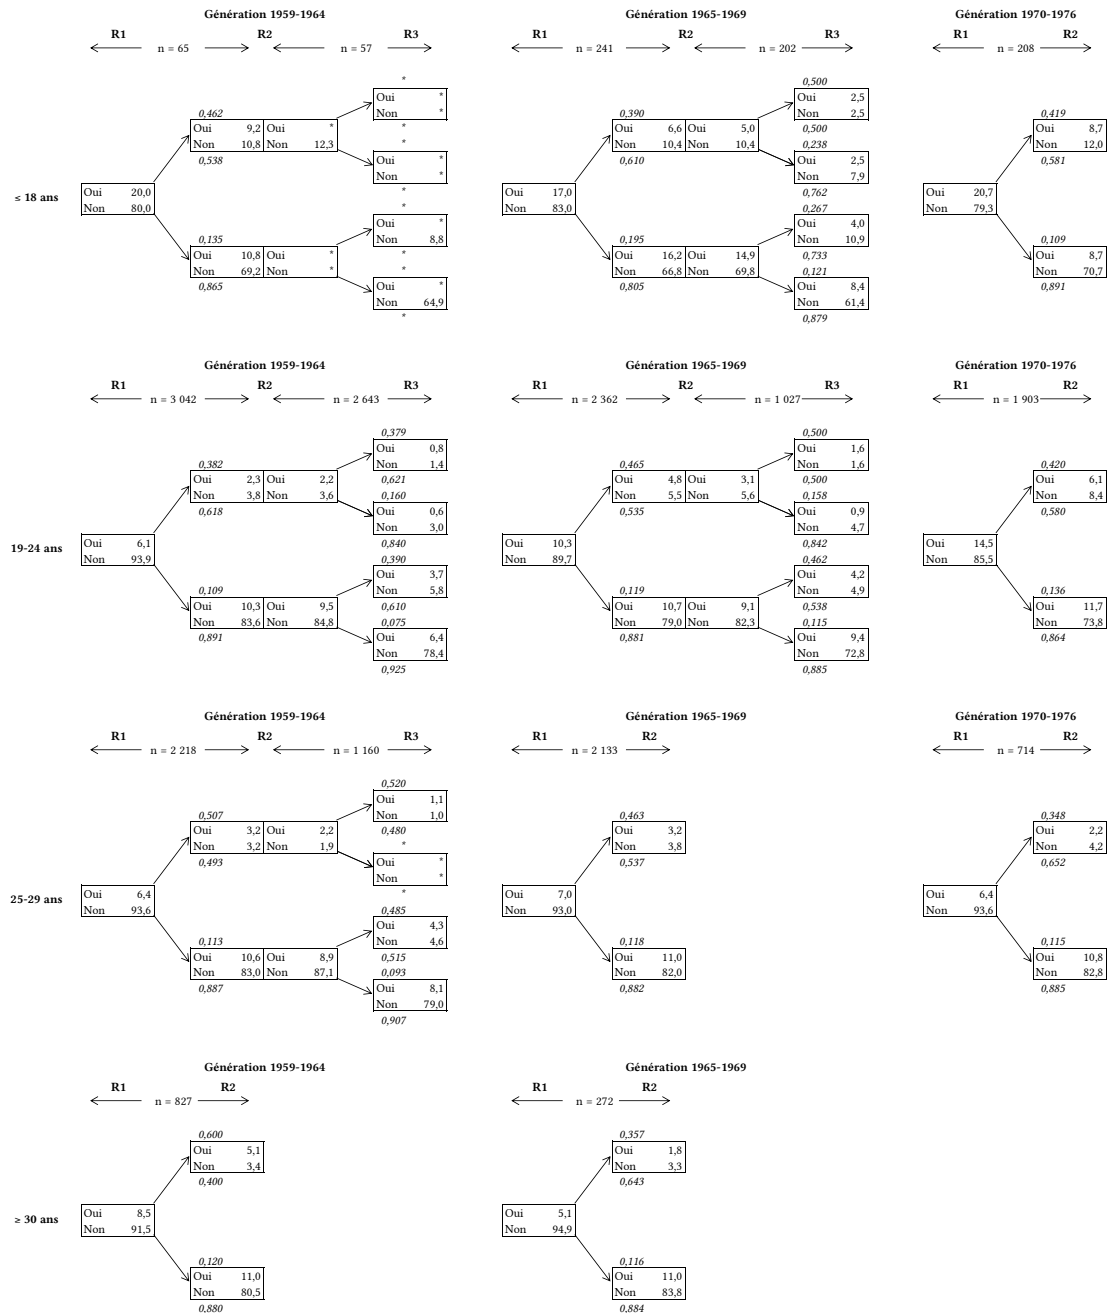 Génération 1959-1964 Génération 1965-1969 Génération 1970-1976
R1 R2 R3 R1 R2 R3 R1 R2
n = 65 n = 57 n = 241 n = 202 n = 208
* 0,500
Oui * Oui 2,5
0,462 Non * 0,390 Non 2,5 0,419
Oui 9,2 Oui * * Oui 6,6 Oui 5,0 0,500 Oui 8,7
Non 10,8 Non 12,3 * Non 10,4 Non 10,4 0,238 Non 12,0
0,538 Oui * 0,610 Oui 2,5 0,581
Non * Non 7,9
Oui 20,0 * Oui 17,0 0,762 Oui 20,7
≤ 18 ans Non 80,0 * Non 83,0 0,267 Non 79,3
Oui * Oui 4,0
0,135 Non 8,8 0,195 Non 10,9 0,109
Oui 10,8 Oui * * Oui 16,2 Oui 14,9 0,733 Oui 8,7
Non 69,2 Non * * Non 66,8 Non 69,8 0,121 Non 70,7
0,865 Oui * 0,805 Oui 8,4 0,891
Non 64,9 Non 61,4
* 0,879
Génération 1959-1964 Génération 1965-1969 Génération 1970-1976
R1 R2 R3 R1 R2 R3 R1 R2
n = 3 042 n = 2 643 n = 2 362 n = 1 027 n = 1 903
0,379 0,500
Oui 0,8 Oui 1,6
0,382 Non 1,4 0,465 Non 1,6 0,420
Oui 2,3 Oui 2,2 0,621 Oui 4,8 Oui 3,1 0,500 Oui 6,1
Non 3,8 Non 3,6 0,160 Non 5,5 Non 5,6 0,158 Non 8,4
0,618 Oui 0,6 0,535 Oui 0,9 0,580
Non 3,0 Non 4,7
Oui 6,1 0,840 Oui 10,3 0,842 Oui 14,5
19-24 ans Non 93,9 0,390 Non 89,7 0,462 Non 85,5
Oui 3,7 Oui 4,2
0,109 Non 5,8 0,119 Non 4,9 0,136
Oui 10,3 Oui 9,5 0,610 Oui 10,7 Oui 9,1 0,538 Oui 11,7
Non 83,6 Non 84,8 0,075 Non 79,0 Non 82,3 0,115 Non 73,8
0,891 Oui 6,4 0,881 Oui 9,4 0,864
Non 78,4 Non 72,8
0,925 0,885
Génération 1959-1964 Génération 1965-1969 Génération 1970-1976
R1 R2 R3 R1 R2 R1 R2
n = 2 218 n = 1 160 n = 2 133 n = 714
0,520
Oui 1,1
0,507 Non 1,0 0,463 0,348
Oui 3,2 Oui 2,2 0,480 Oui 3,2 Oui 2,2
Non 3,2 Non 1,9 * Non 3,8 Non 4,2
0,493 Oui * 0,537 0,652
Non *
Oui 6,4 * Oui 7,0 Oui 6,4
25-29 ans Non 93,6 0,485 Non 93,0 Non 93,6
Oui 4,3
0,113 Non 4,6 0,118 0,115
Oui 10,6 Oui 8,9 0,515 Oui 11,0 Oui 10,8
Non 83,0 Non 87,1 0,093 Non 82,0 Non 82,8
0,887 Oui 8,1 0,882 0,885
Non 79,0
0,907
Génération 1959-1964 Génération 1965-1969
R1 R2 R1 R2
n = 827 n = 272
0,600 0,357
Oui 5,1 Oui 1,8
Non 3,4 Non 3,3
0,400 0,643
Oui 8,5 Oui 5,1
≥ 30 ans Non 91,5 Non 94,9
0,120 0,116
Oui 11,0 Oui 11,0
Non 80,5 Non 83,8
0,880 0,884